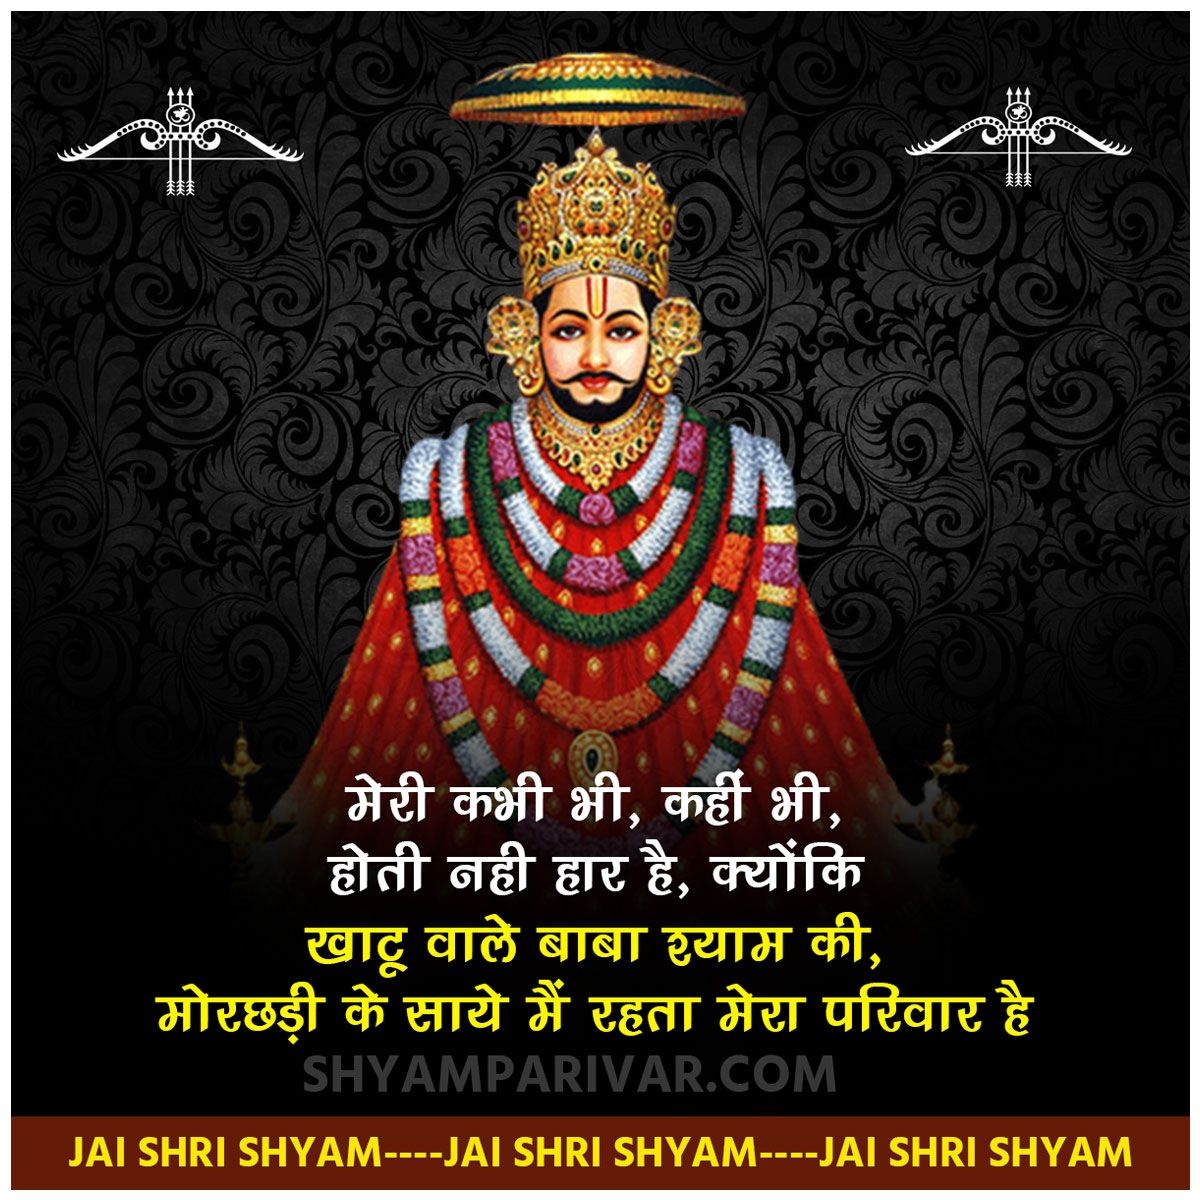 मेरी कभी भी, कहीं भी,
होती नही हार है, क्योंकि
खाटू वाले बाबा श्याम की,
मोरछड़ी के साये मैं रहता मेरा परिवार है
SHYAMPARIVAR.COM
JAI SHRI SHYAM----JAI SHRI SHYAM----JAI SHRI SHYAM